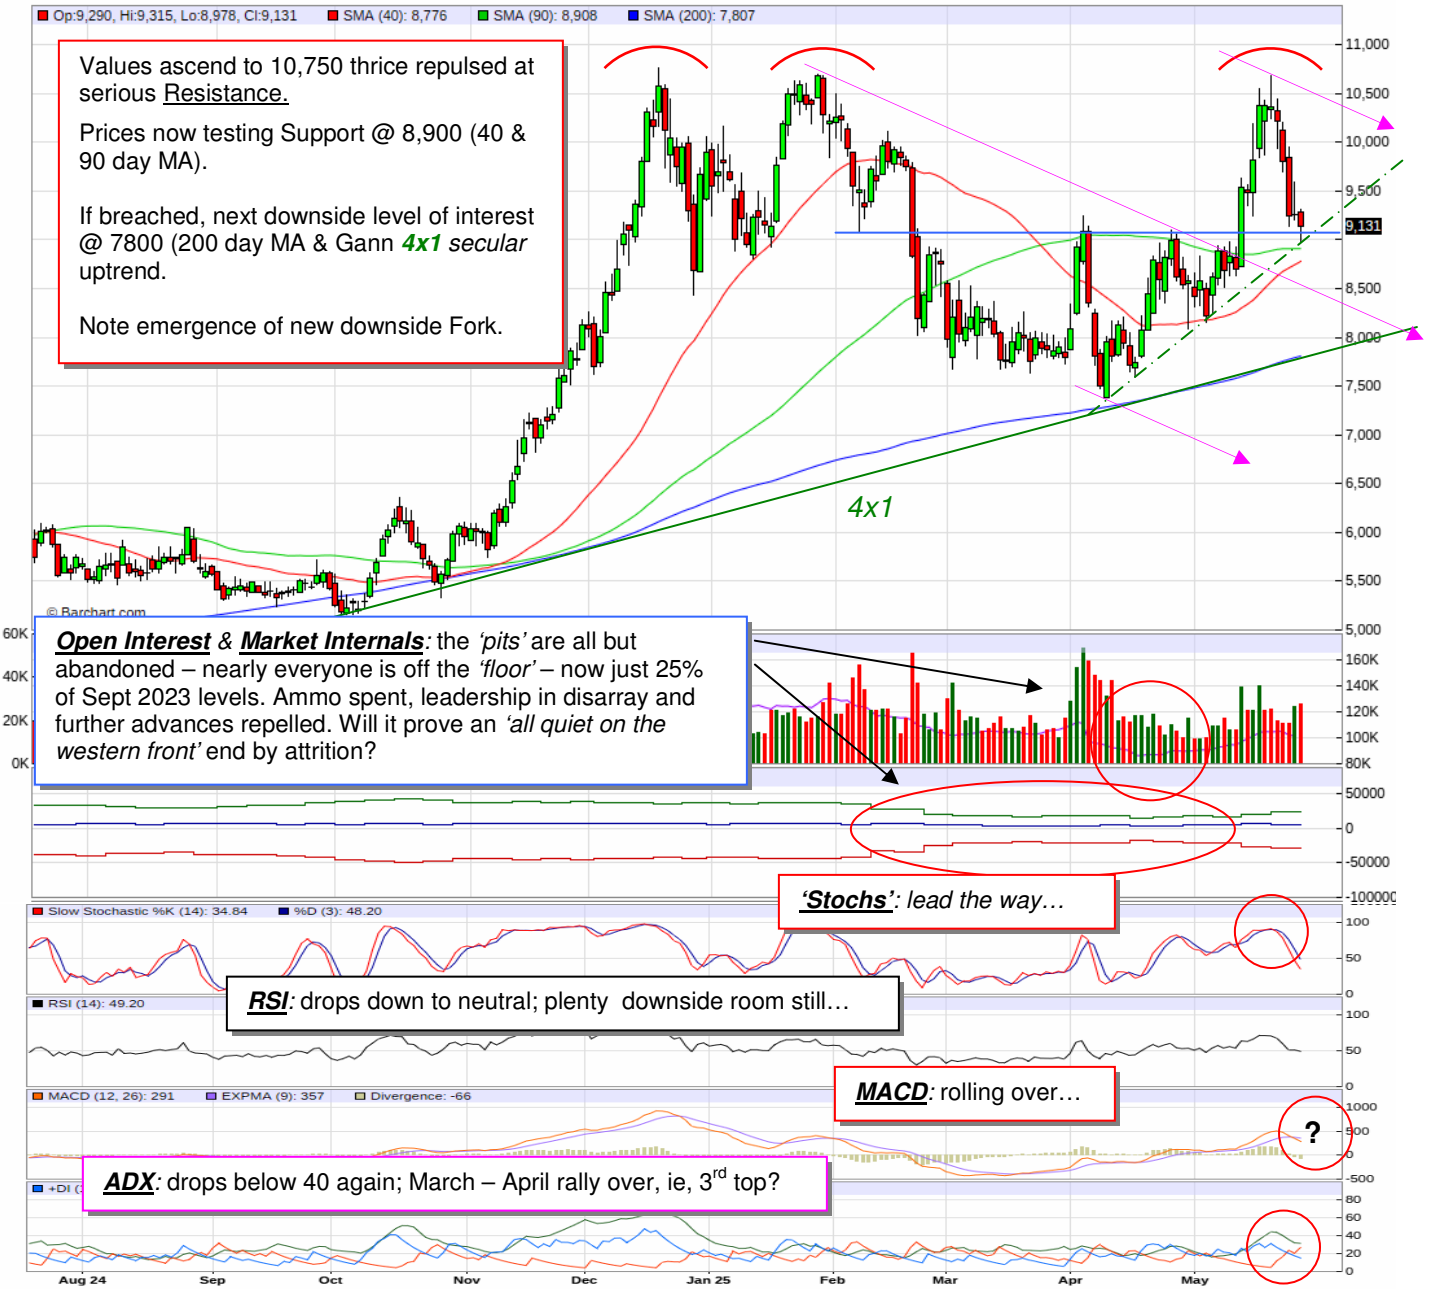 Op:9,290, Hi:9,315, Lo:8,978, Cl:9,131 SMA (40): 8,776 SMA (90): 8,908 SMA (200): 7,807
Values ascend to 10,750 thrice repulsed at
serious Resistance.
Prices now testing Support @ 8,900 (40 &
90 day MA).
If breached, next downside level of interest
@ 7800 (200 day MA & Gann 4x1 secular
uptrend.
Note emergence of new downside Fork.
11,000
10,500
10,000
9,500
9,131
8,500
8,000
7,500
7,000
6,500
6,000
5,500
5,000
4x1
© Barchart.com
Open Interest & Market Internals: the ‘pits’ are all but
abandoned – nearly everyone is off the ‘floor’ – now just 25%
of Sept 2023 levels. Ammo spent, leadership in disarray and
further advances repelled. Will it prove an ‘all quiet on the
western front’ end by attrition?
60K
40K
20K
0K
160K
140K
120K
100K
80K
50000
0
-50000
-100000
‘Stochs’: lead the way…
Slow Stochastic %K (14): 34.84 %D (3): 48.20
100
50
0
RSI: drops down to neutral; plenty  downside room still…
RSI (14): 49.20
100
50
0
MACD: rolling over…
MACD (12, 26): 291 EXPMA (9): 357 Divergence: -66
1000
500
0
-500
?
ADX: drops below 40 again; March – April rally over, ie, 3rd top?
+DI (
80
60
40
20
0
Aug 24 Sep Oct Nov Dec Jan 25 Feb Mar Apr May